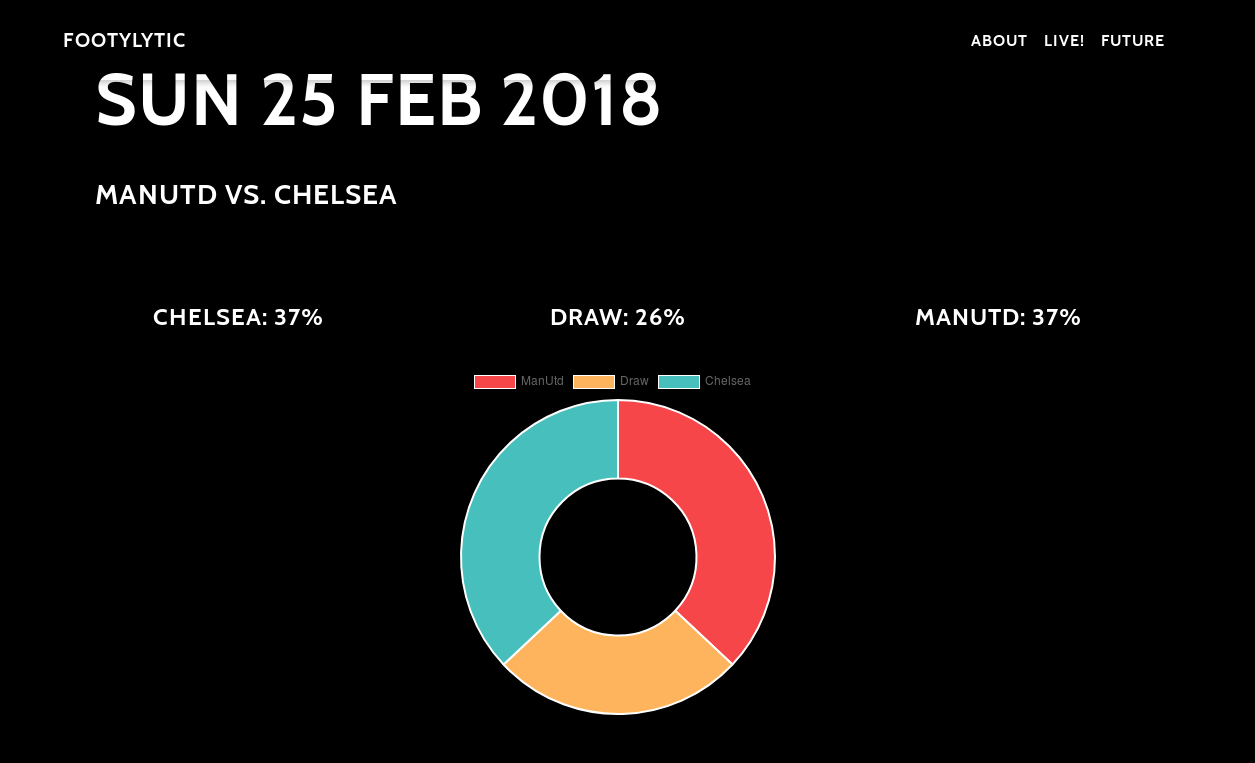 FOOTYLYTIC
ABOUT LIVE! FUTURE
SUN 25 FEB 2018
MANUTD VS. CHELSEA
CHELSEA: 37%
DRAW: 26%
MANUTD: 37%
ManUtd Draw Chelsea